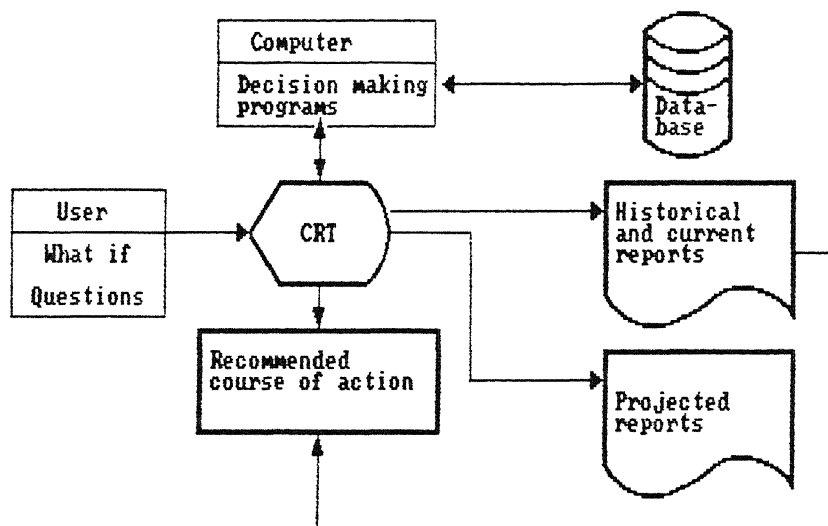 Computer
Decision making
programs
Data-
base
User
What if
Questions
CRT
Historical
and current
reports
Recommended
course of action
Projected
reports